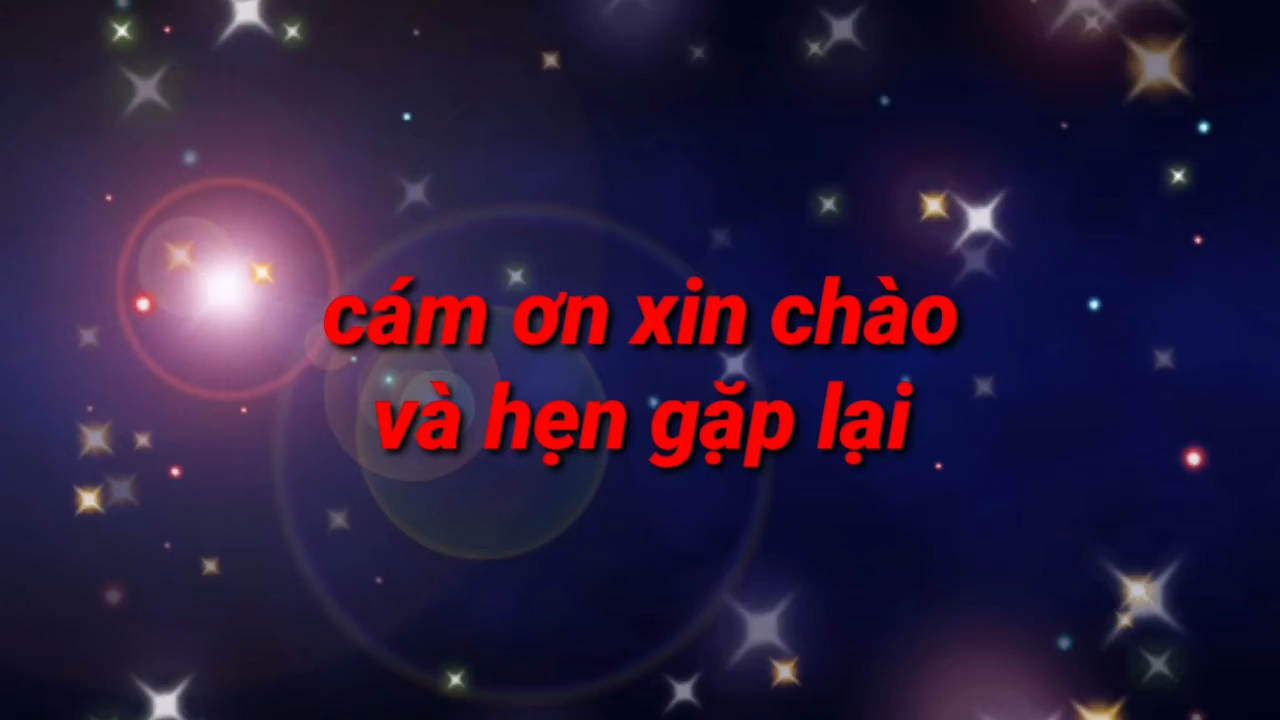 cám ơn xin chào
và hẹn gặp lại